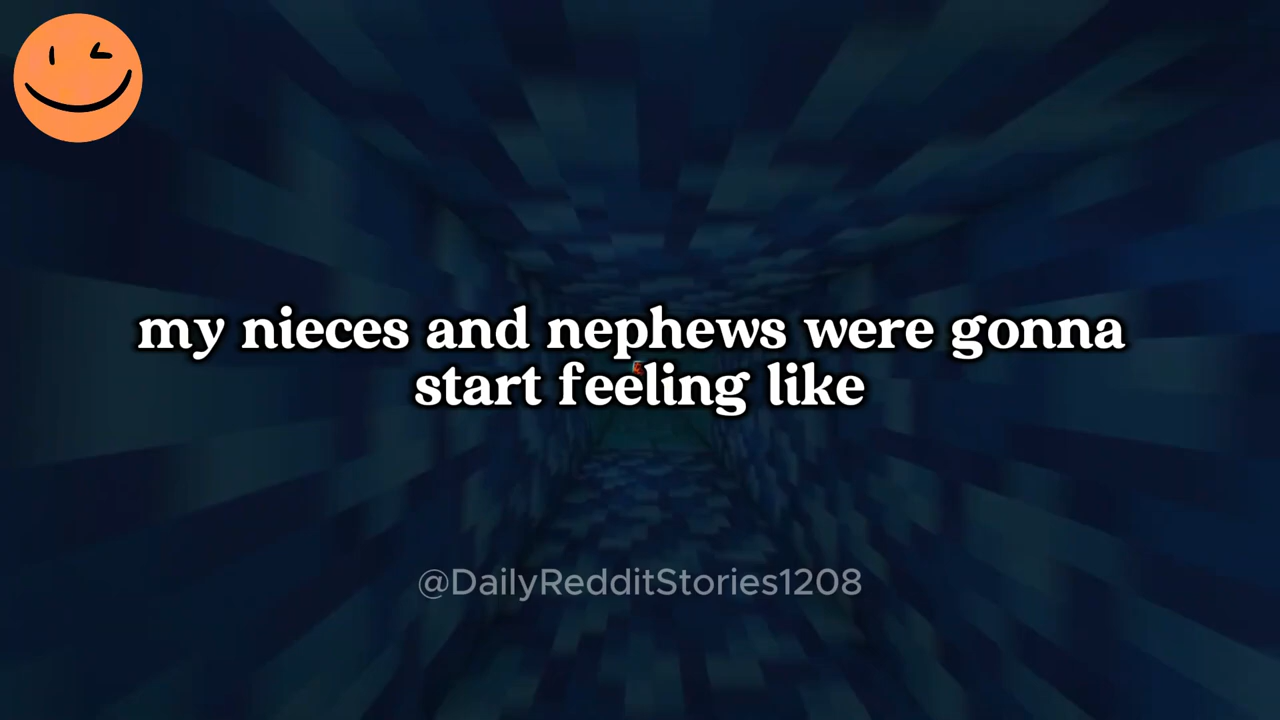 my nieces and nephews were gonna
start feeling like
@DailyRedditStories1208